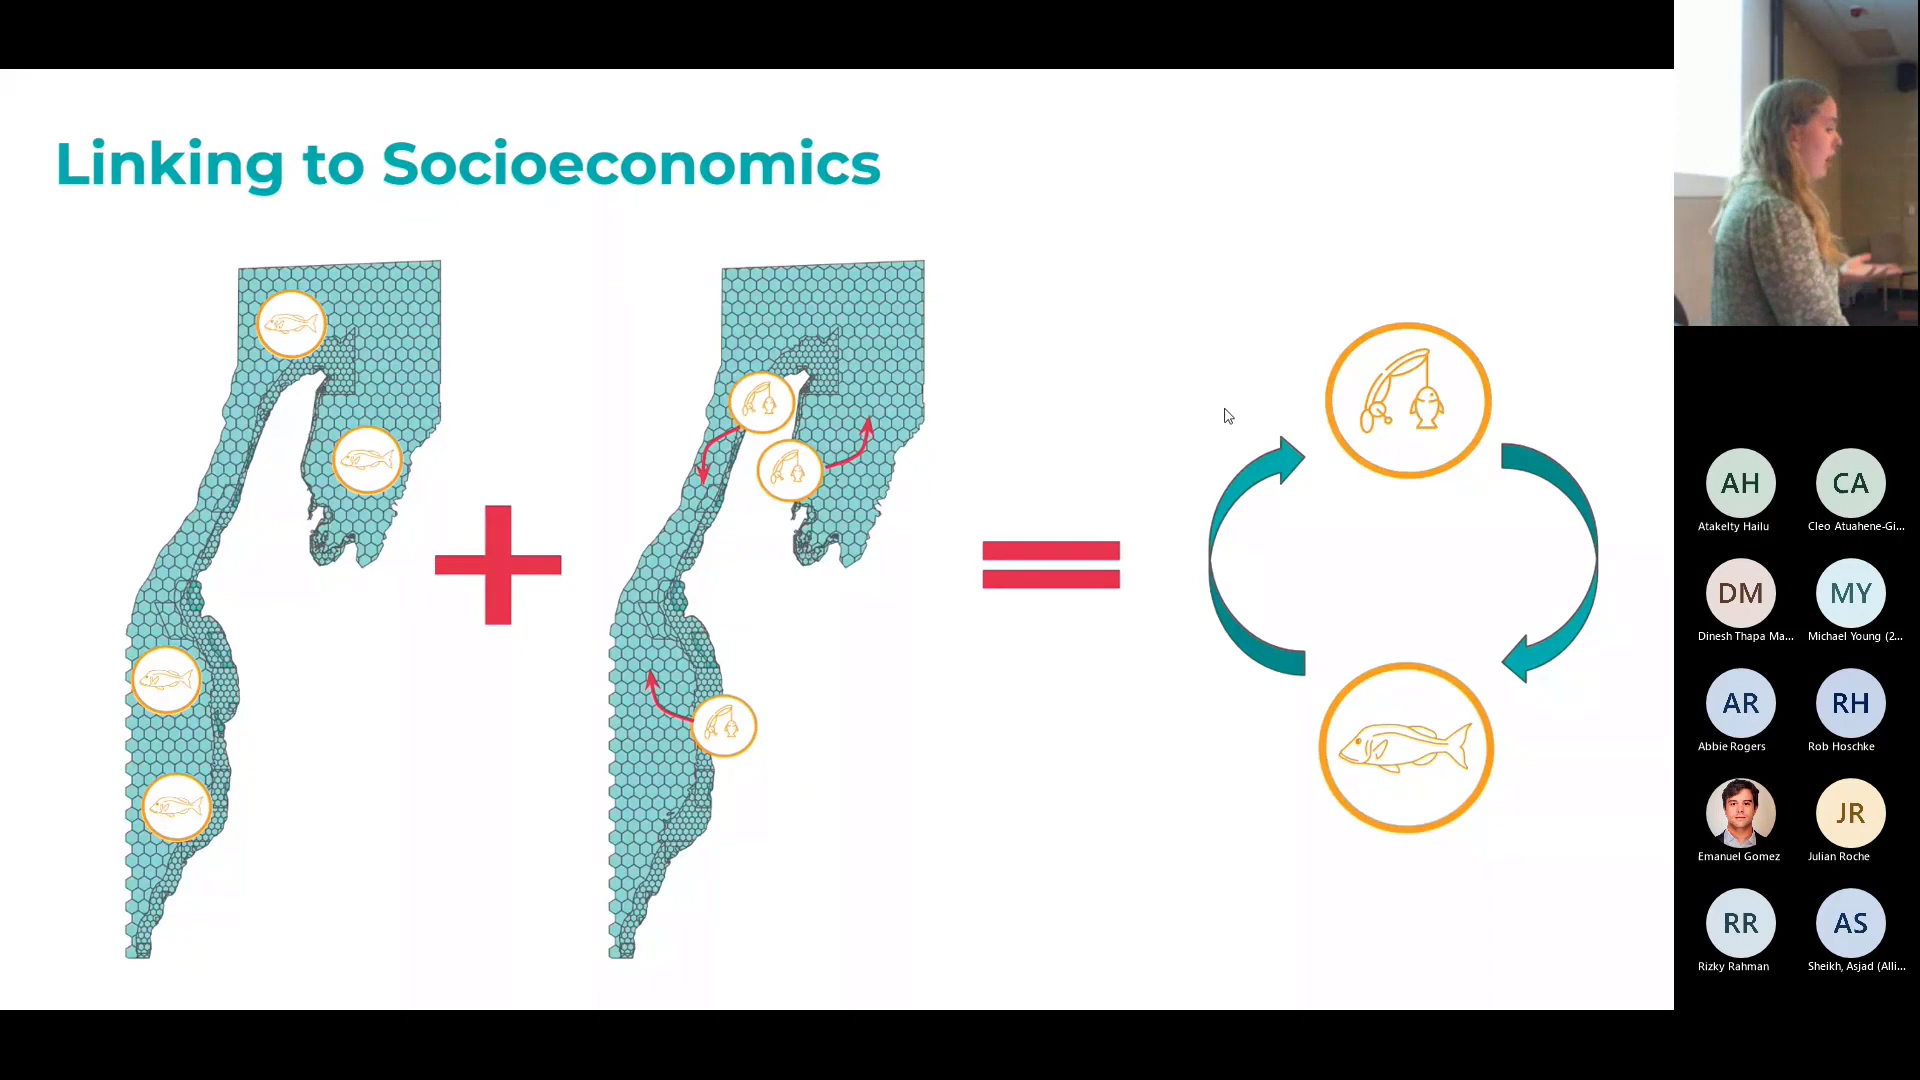 Linking to Socioeconomics
AH
CA
Atakelty Hailu
Cleo Atuahene-Gi...
DM
MY
Dinesh Thapa Ma...
Michael Young (2...
AR
RH
Abbie Rogers
Rob Hoschke
JR
Emanuel Gomez
Julian Roche
RR
AS
Rizky Rahman
Sheikh, Asjad (Alli...